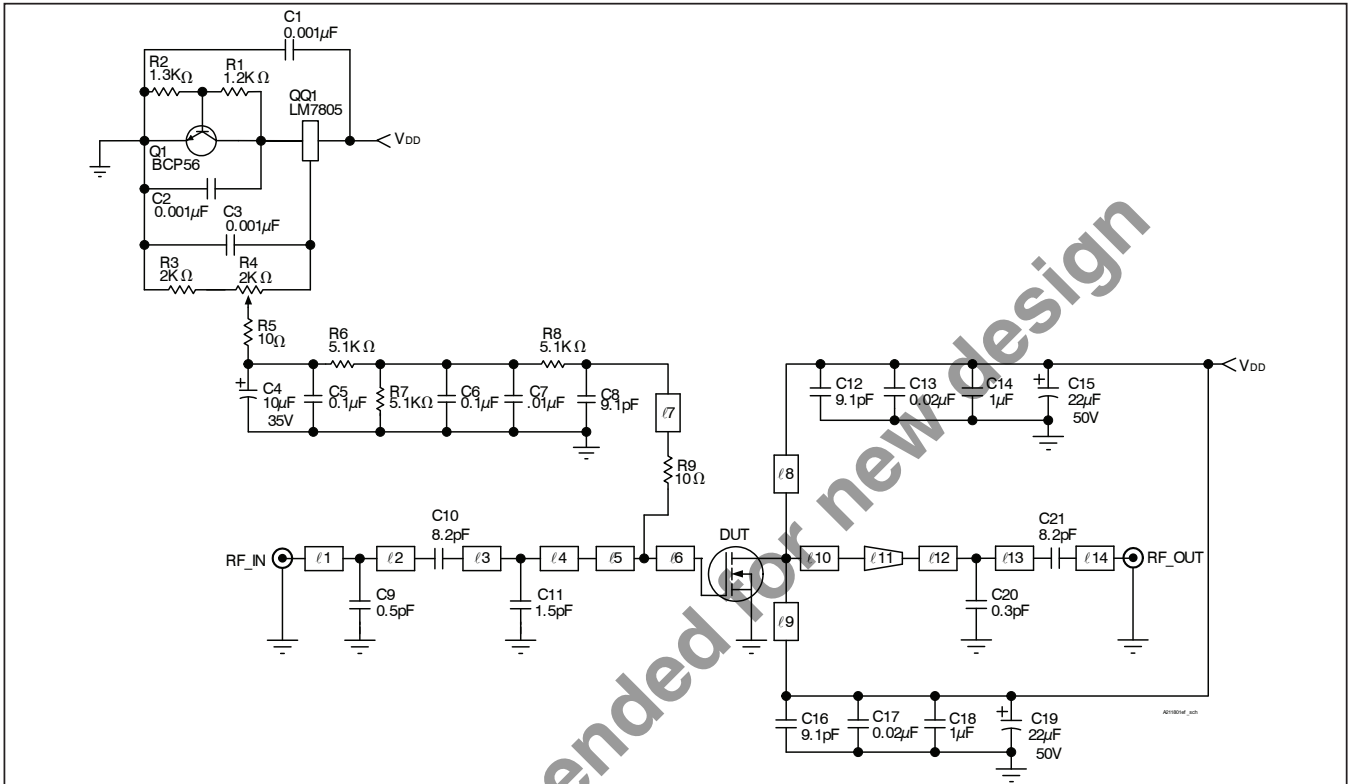 C1
0.001µF
R2
1.3KΩ
R1
1.2KΩ
QQ1
LM7805
VDD
Q1
BCP56
C2
0.001µF
C3
0.001µF
R3
2KΩ
R4
2KΩ
R5
10Ω
R6
5.1KΩ
R8
5.1KΩ
C4
10µF
35V
C5
0.1µF
R7
5.1KΩ
C6
0.1µF
C7
.01µF
C8
9.1pF
ℓ7
R9
10Ω
C12
9.1pF
C13
0.02µF
C14
1µF
C15
22µF
50V
VDD
ℓ8
RF_IN
ℓ1
ℓ2
C10
8.2pF
ℓ3
ℓ4
ℓ5
ℓ6
DUT
ℓ10
ℓ11
ℓ12
ℓ13
C21
8.2pF
ℓ14
RF_OUT
C9
0.5pF
C11
1.5pF
ℓ9
C20
0.3pF
C16
9.1pF
C17
0.02µF
C18
1µF
C19
22µF
50V
A211801ef_sch
ended for new design